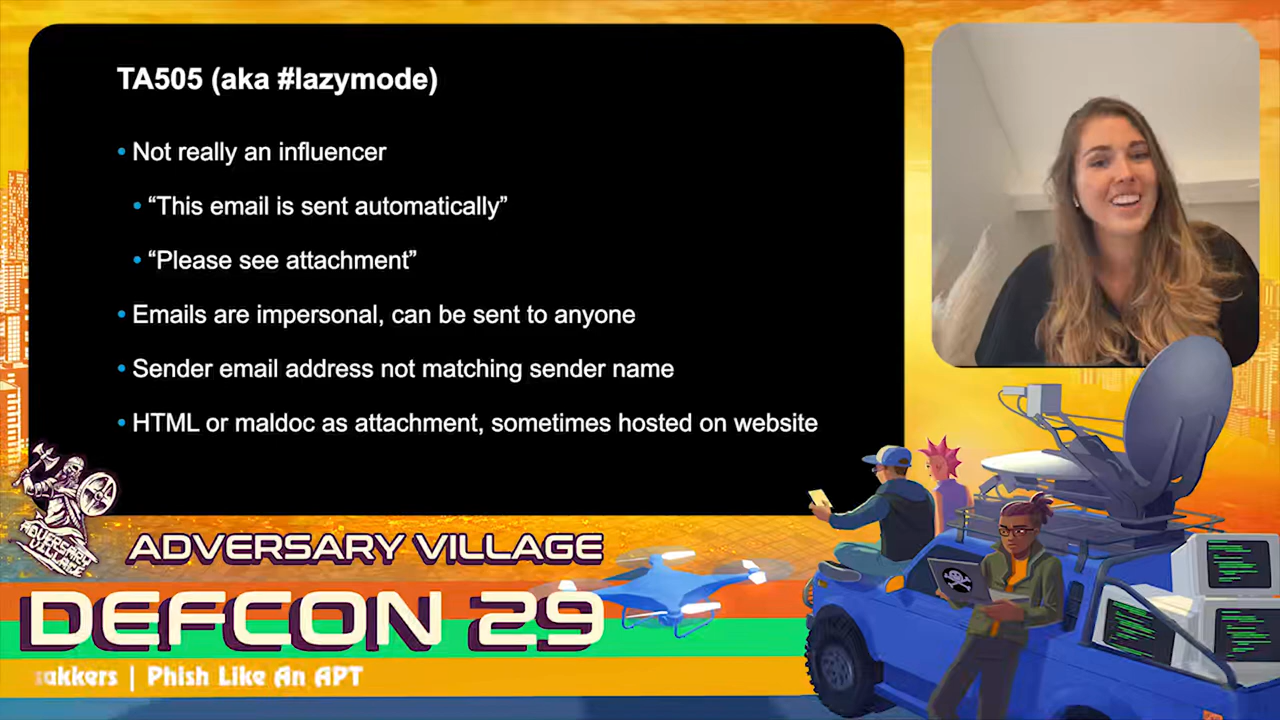 TA505 (aka #lazymode)
• Not really an influencer
• “This email is sent automatically”
• “Please see attachment”
• Emails are impersonal, can be sent to anyone
• Sender email address not matching sender name
• HTML or maldoc as attachment, sometimes hosted on website
ADVERSARY VILLAGE
ADVERSARY VILLAGE
DEFCON 29
akkers | Phish Like An APT